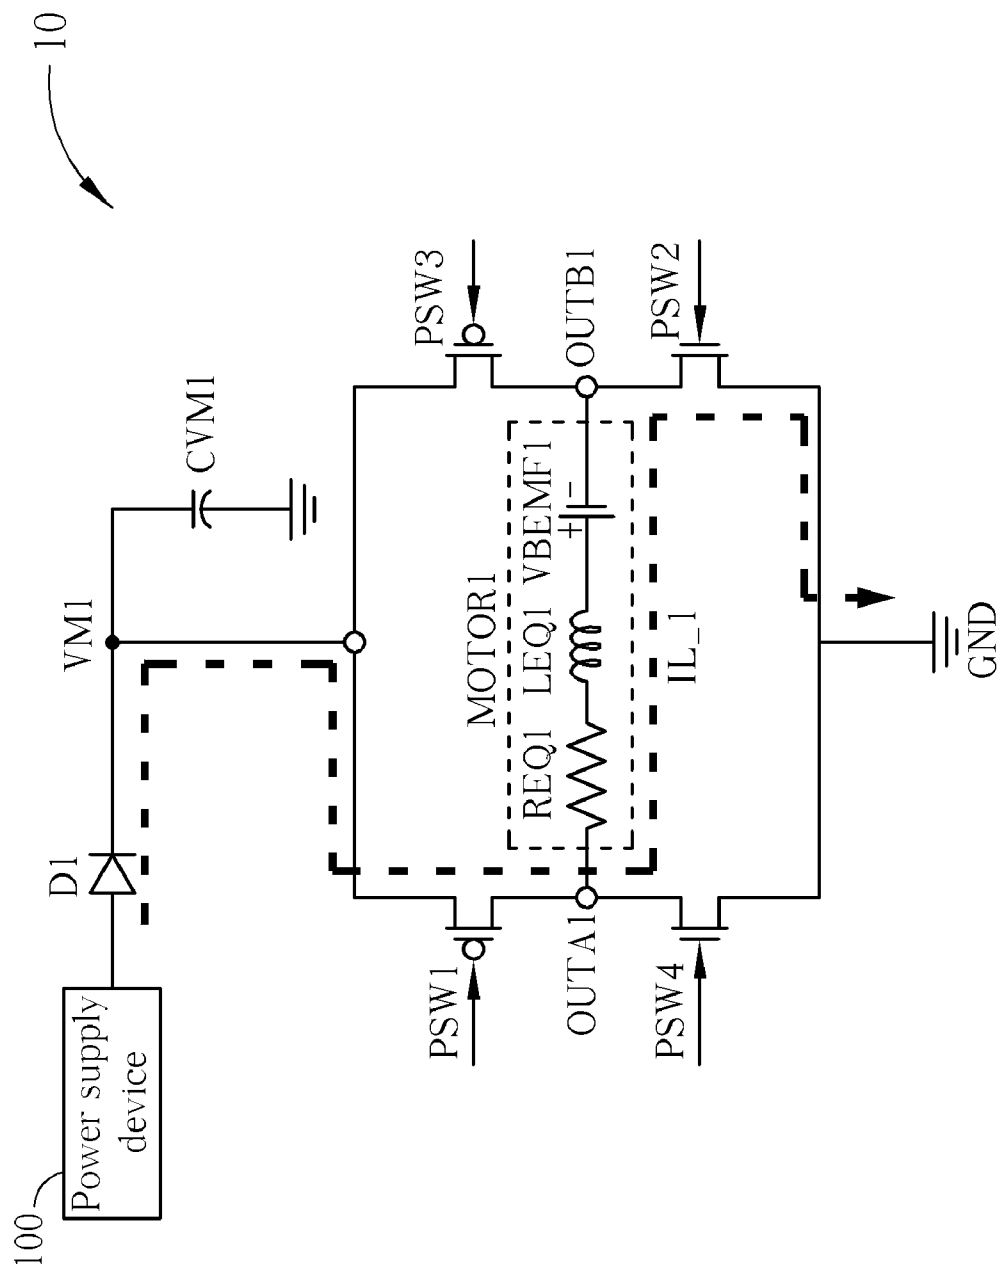 10
100
Power supply
device
D1
VM1
CVM1
PSW1
PSW3
MOTOR1
REQ1 LEQ1 VBEMF1
+ -
OUTA1
OUTB1
IL_1
PSW4
PSW2
GND